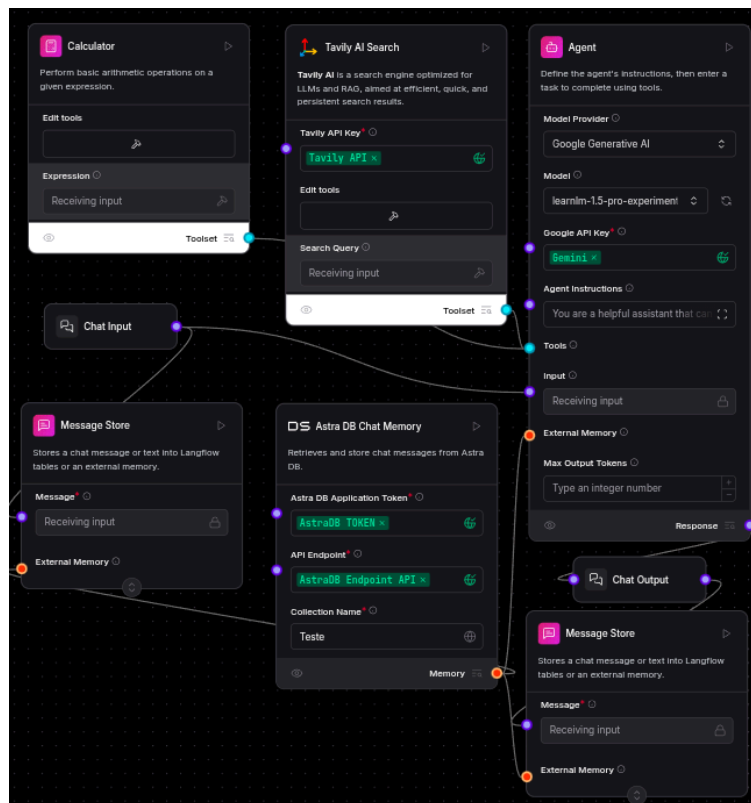 Calculator
Perform basic arithmetic operations on a
given expression.
Edit tools
Expression
Receiving input
Toolset
Tavily AI Search
Tavily AI is a search engine optimized for
LLMs and RAG, aimed at efficient, quick, and
persistent search results.
Tavily API Key*
Tavily API ×
Edit tools
Search Query
Receiving input
Toolset
Agent
Define the agent's instructions, then enter a
task to complete using tools.
Model Provider
Google Generative AI
Model
learnlm-1.5-pro-experiment
Google API Key*
Gemini ×
Agent Instructions
You are a helpful assistant that can
Tools
Input
Receiving input
External Memory
Max Output Tokens
Type an integer number
Response
Chat Input
Message Store
Stores a chat message or text into Langflow
tables or an external memory.
Message*
Receiving input
External Memory
DS Astra DB Chat Memory
Retrieves and store chat messages from Astra
DB.
Astra DB Application Token*
AstraDB TOKEN ×
API Endpoint*
AstraDB Endpoint API ×
Collection Name*
Teste
Memory
Chat Output
Message Store
Stores a chat message or text into Langflow
tables or an external memory.
Message*
Receiving input
External Memory